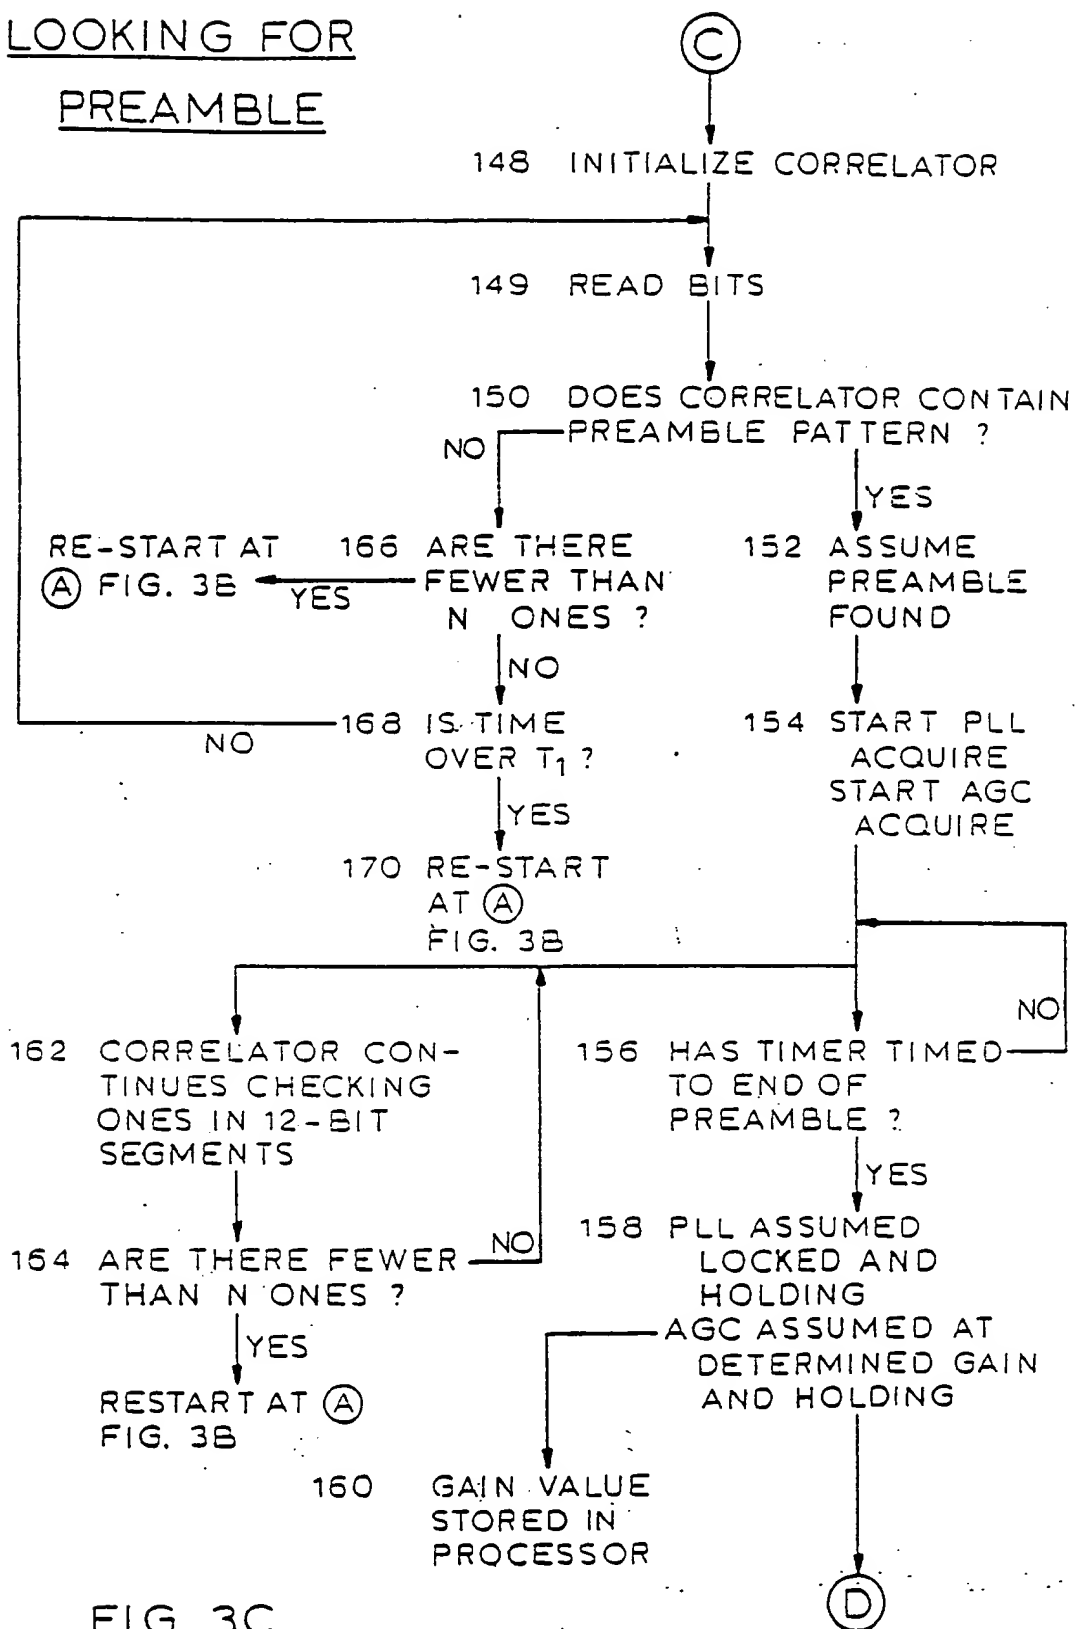 LOOKING FOR
PREAMBLE
C
148 INITIALIZE CORRELATOR
149 READ BITS
150 DOES CORRELATOR CONTAIN
PREAMBLE PATTERN ?
NO
YES
RE-START AT
A FIG. 3B
YES
166 ARE THERE
FEWER THAN
N ONES ?
NO
152 ASSUME
PREAMBLE
FOUND
168 IS TIME
OVER T1 ?
NO
YES
154 START PLL
ACQUIRE
START AGC
ACQUIRE
170 RE-START
AT A
FIG. 3B
NO
162 CORRELATOR CON-
TINUES CHECKING
ONES IN 12-BIT
SEGMENTS
156 HAS TIMER TIMED
TO END OF
PREAMBLE ?
YES
164 ARE THERE FEWER
THAN N ONES ?
NO
YES
RESTART AT A
FIG. 3B
158 PLL ASSUMED
LOCKED AND
HOLDING
AGC ASSUMED AT
DETERMINED GAIN
AND HOLDING
160 GAIN VALUE
STORED IN
PROCESSOR
D
FIG. 3C